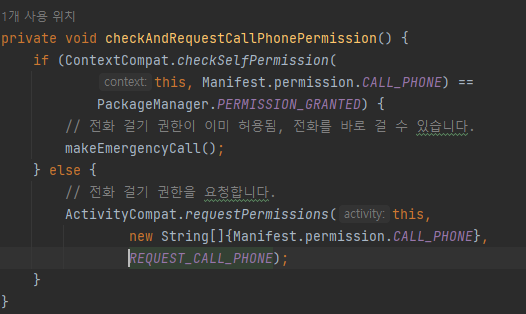 1개 사용 위치
private void checkAndRequestCallPhonePermission() {
if (ContextCompat.checkSelfPermission(
context: this, Manifest.permission.CALL_PHONE) ==
PackageManager.PERMISSION_GRANTED) {
// 전화 걸기 권한이 이미 허용됨, 전화를 바로 걸 수 있습니다.
makeEmergencyCall();
} else {
// 전화 걸기 권한을 요청합니다.
ActivityCompat.requestPermissions( activity: this,
new String[]{Manifest.permission.CALL_PHONE},
REQUEST_CALL_PHONE);
}
}